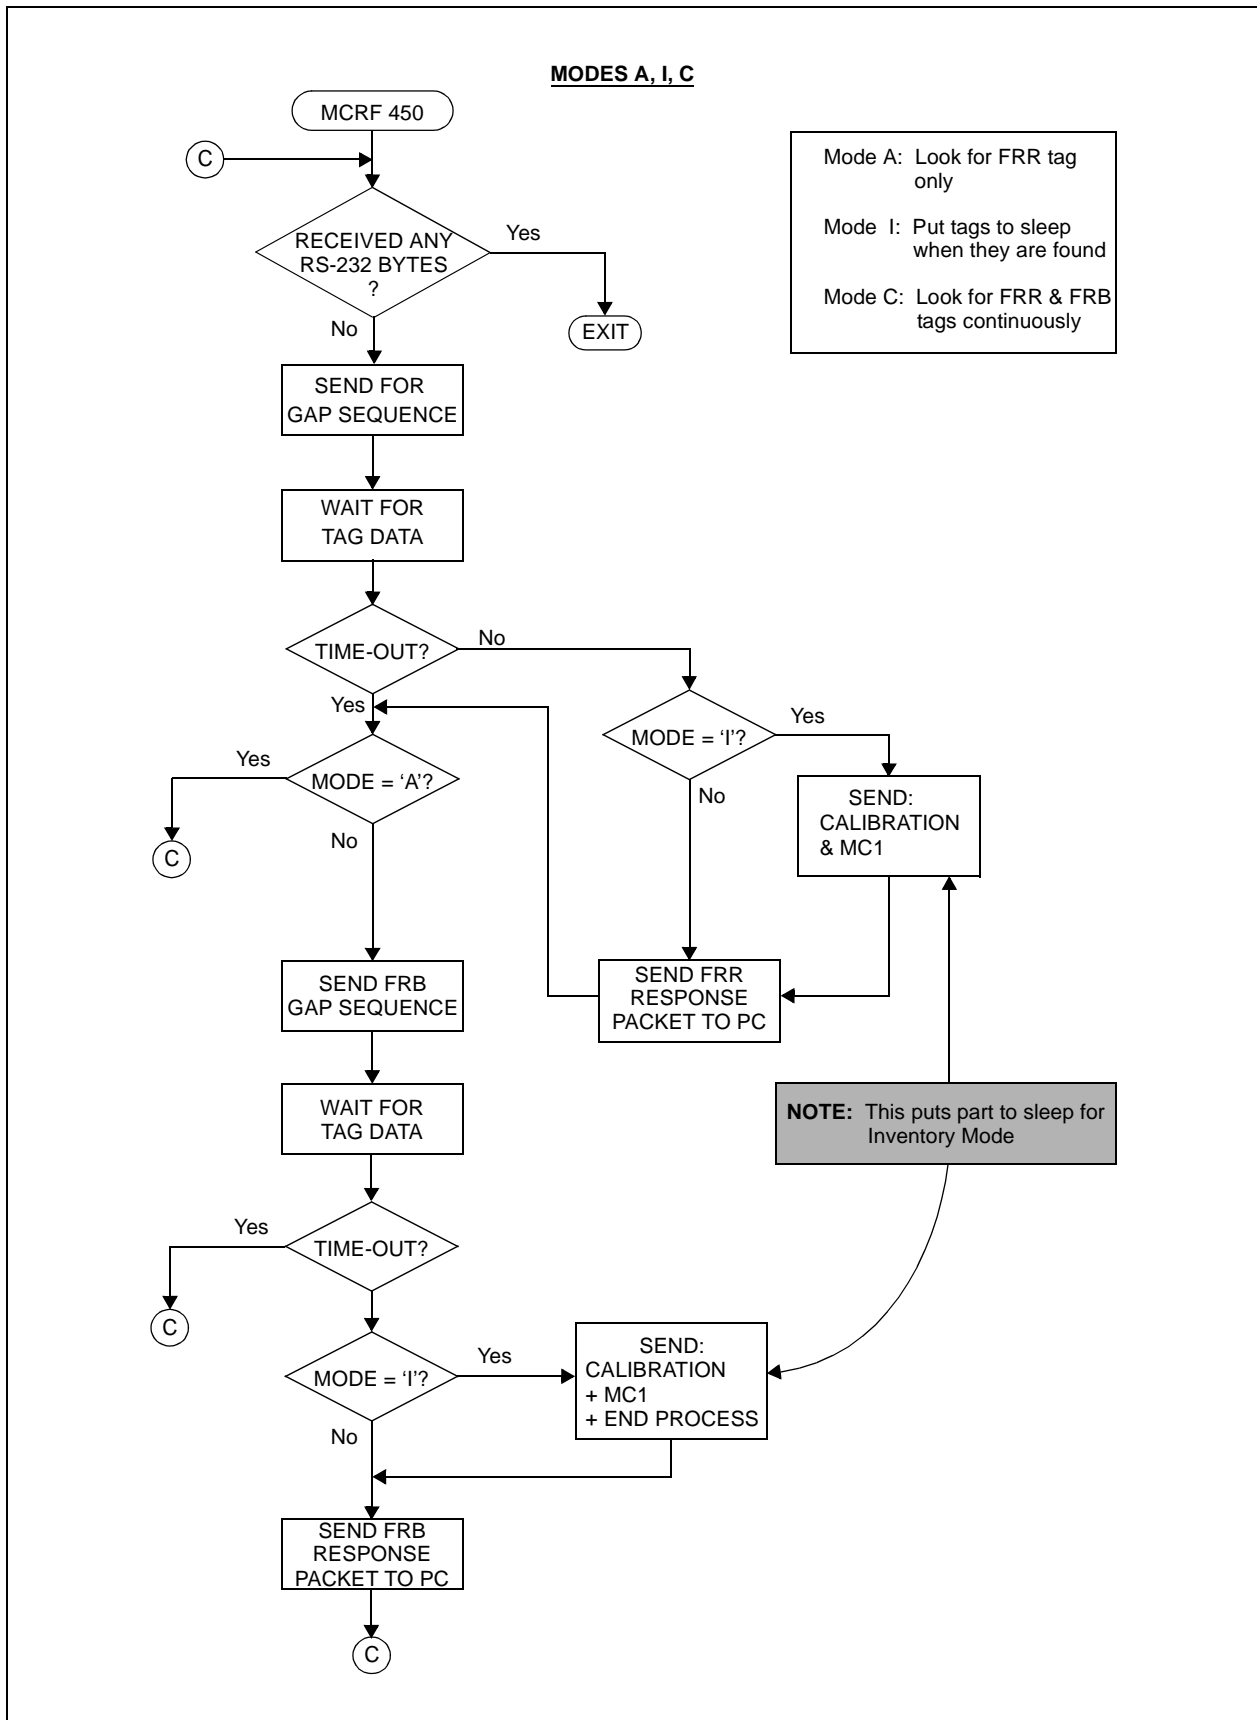 MODES A, I, C
MCRF 450
C
Mode A: Look for FRR tag
only
Mode I: Put tags to sleep
when they are found
Mode C: Look for FRR & FRB
tags continuously
RECEIVED ANY
RS-232 BYTES
?
Yes
No
EXIT
SEND FOR
GAP SEQUENCE
WAIT FOR
TAG DATA
TIME-OUT?
No
Yes
MODE = ‘I’?
Yes
No
MODE = ‘A’?
Yes
No
C
SEND:
CALIBRATION
& MC1
SEND FRR
RESPONSE
PACKET TO PC
SEND FRB
GAP SEQUENCE
WAIT FOR
TAG DATA
NOTE: This puts part to sleep for
Inventory Mode
TIME-OUT?
Yes
C
MODE = ‘I’?
Yes
No
SEND:
CALIBRATION
+ MC1
+ END PROCESS
SEND FRB
RESPONSE
PACKET TO PC
C